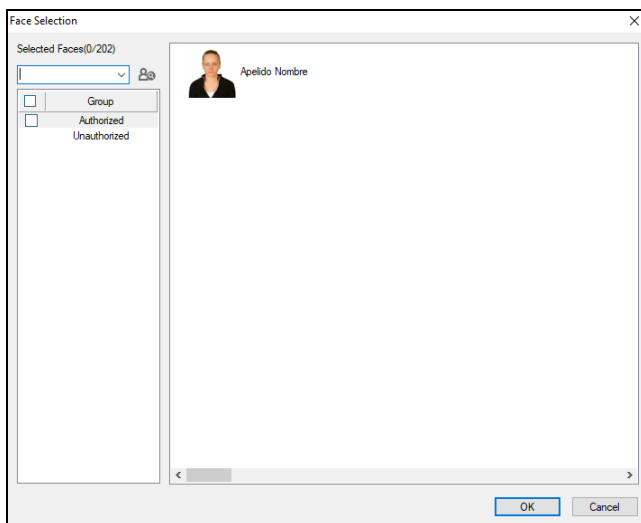 Face Selection
Selected Faces(0/202)
Group
Authorized
Unauthorized
Apelido Nombre
OK
Cancel